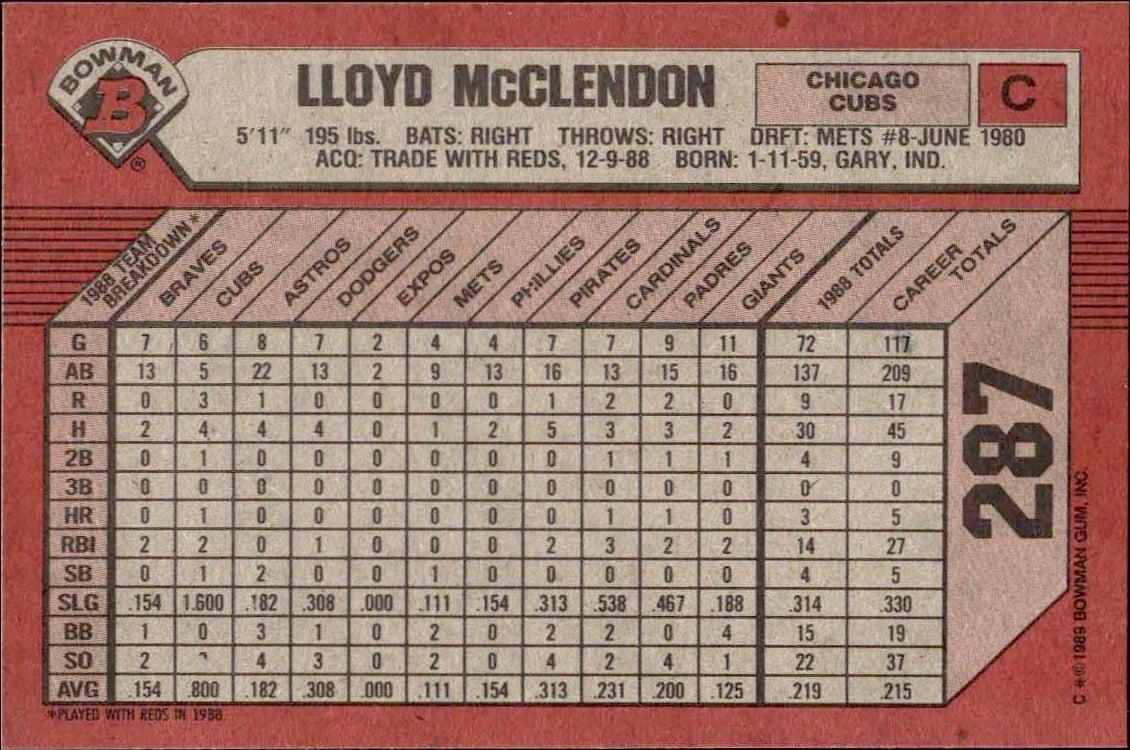 BOWMAN
B
®
LLOYD McCLENDON
CHICAGO
CUBS
C
5'11" 195 lbs. BATS: RIGHT THROWS: RIGHT DRFT: METS #8-JUNE 1980
ACQ: TRADE WITH REDS, 12-9-88 BORN: 1-11-59, GARY, IND.
1988 TEAM BREAKDOWN* BRAVES CUBS ASTROS DODGERS EXPOS METS PHILLIES PIRATES CARDINALS PADRES GIANTS 1988 TOTALS CAREER TOTALS
G 7 6 8 7 2 4 4 7 7 9 11 72 117
AB 13 5 22 13 2 9 13 16 13 15 16 137 209
R 0 3 1 0 0 0 0 1 2 2 0 9 17
H 2 4 4 4 0 1 2 5 3 3 2 30 45
2B 0 1 0 0 0 0 0 0 1 1 1 4 9
3B 0 0 0 0 0 0 0 0 0 0 0 0 0
HR 0 1 0 0 0 0 0 0 1 1 0 3 5
RBI 2 2 0 1 0 0 0 2 3 2 2 14 27
SB 0 1 2 0 0 1 0 0 0 0 0 4 5
SLG .154 1.600 .182 .308 .000 .111 .154 .313 .538 .467 .188 .314 .330
BB 1 0 3 1 0 2 0 2 2 0 4 15 19
SO 2 4 3 0 2 0 4 2 4 1 22 37
AVG .154 .800 .182 .308 .000 .111 .154 .313 .231 .200 .125 .219 .215
287
*PLAYED WITH REDS IN 1988
C *© 1989 BOWMAN GUM, INC.